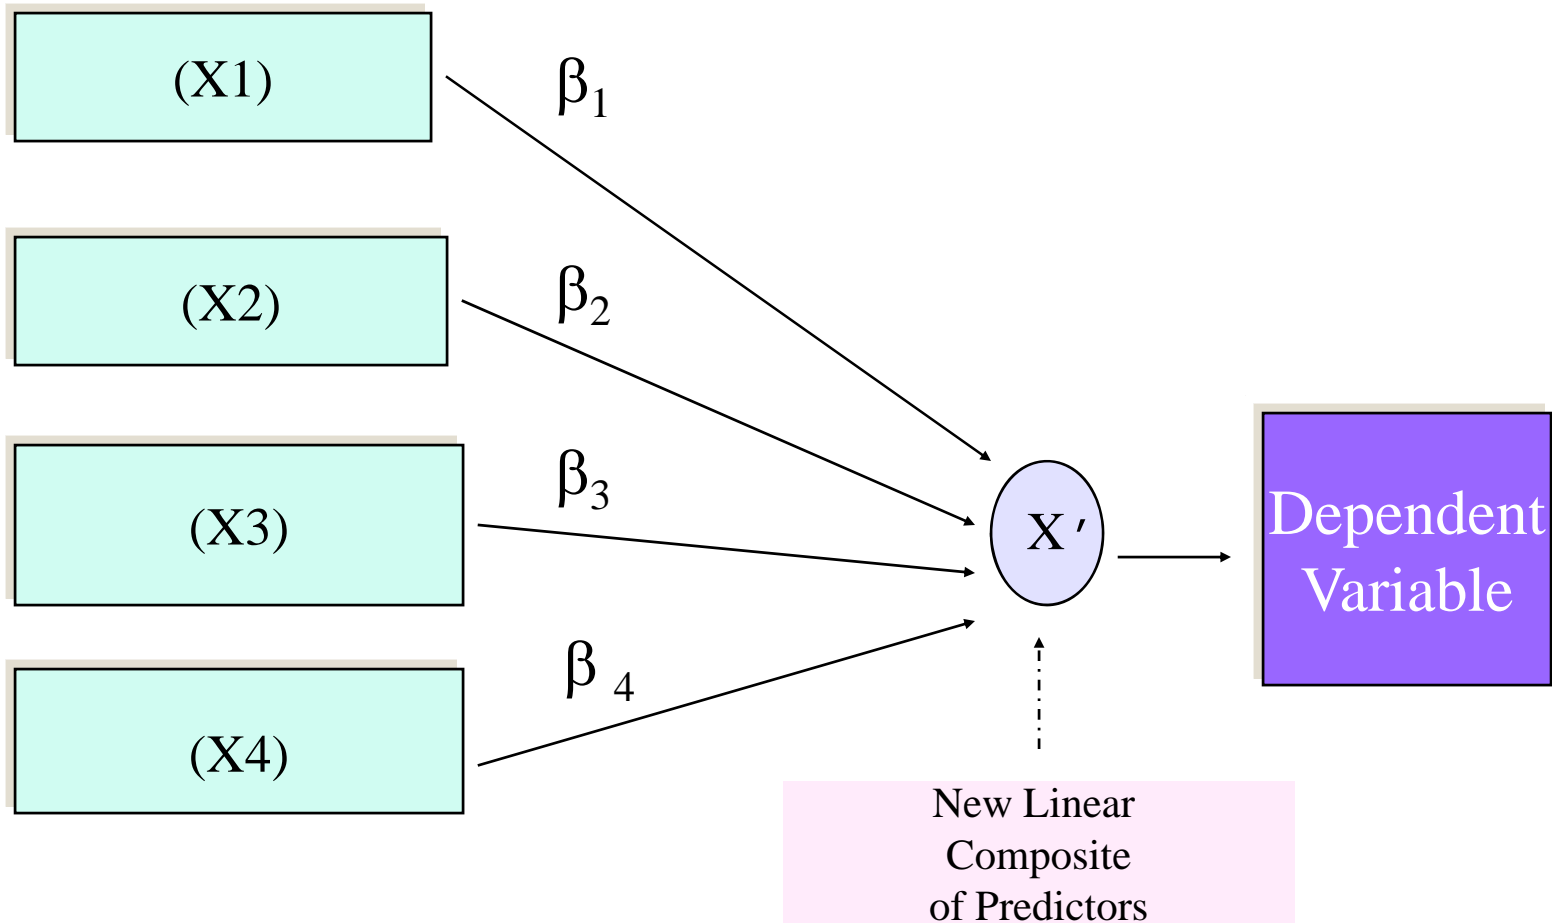 (X1)
β1
(X2)
β2
(X3)
β3
(X4)
β 4
X ′
Dependent
Variable
New Linear
Composite
of Predictors